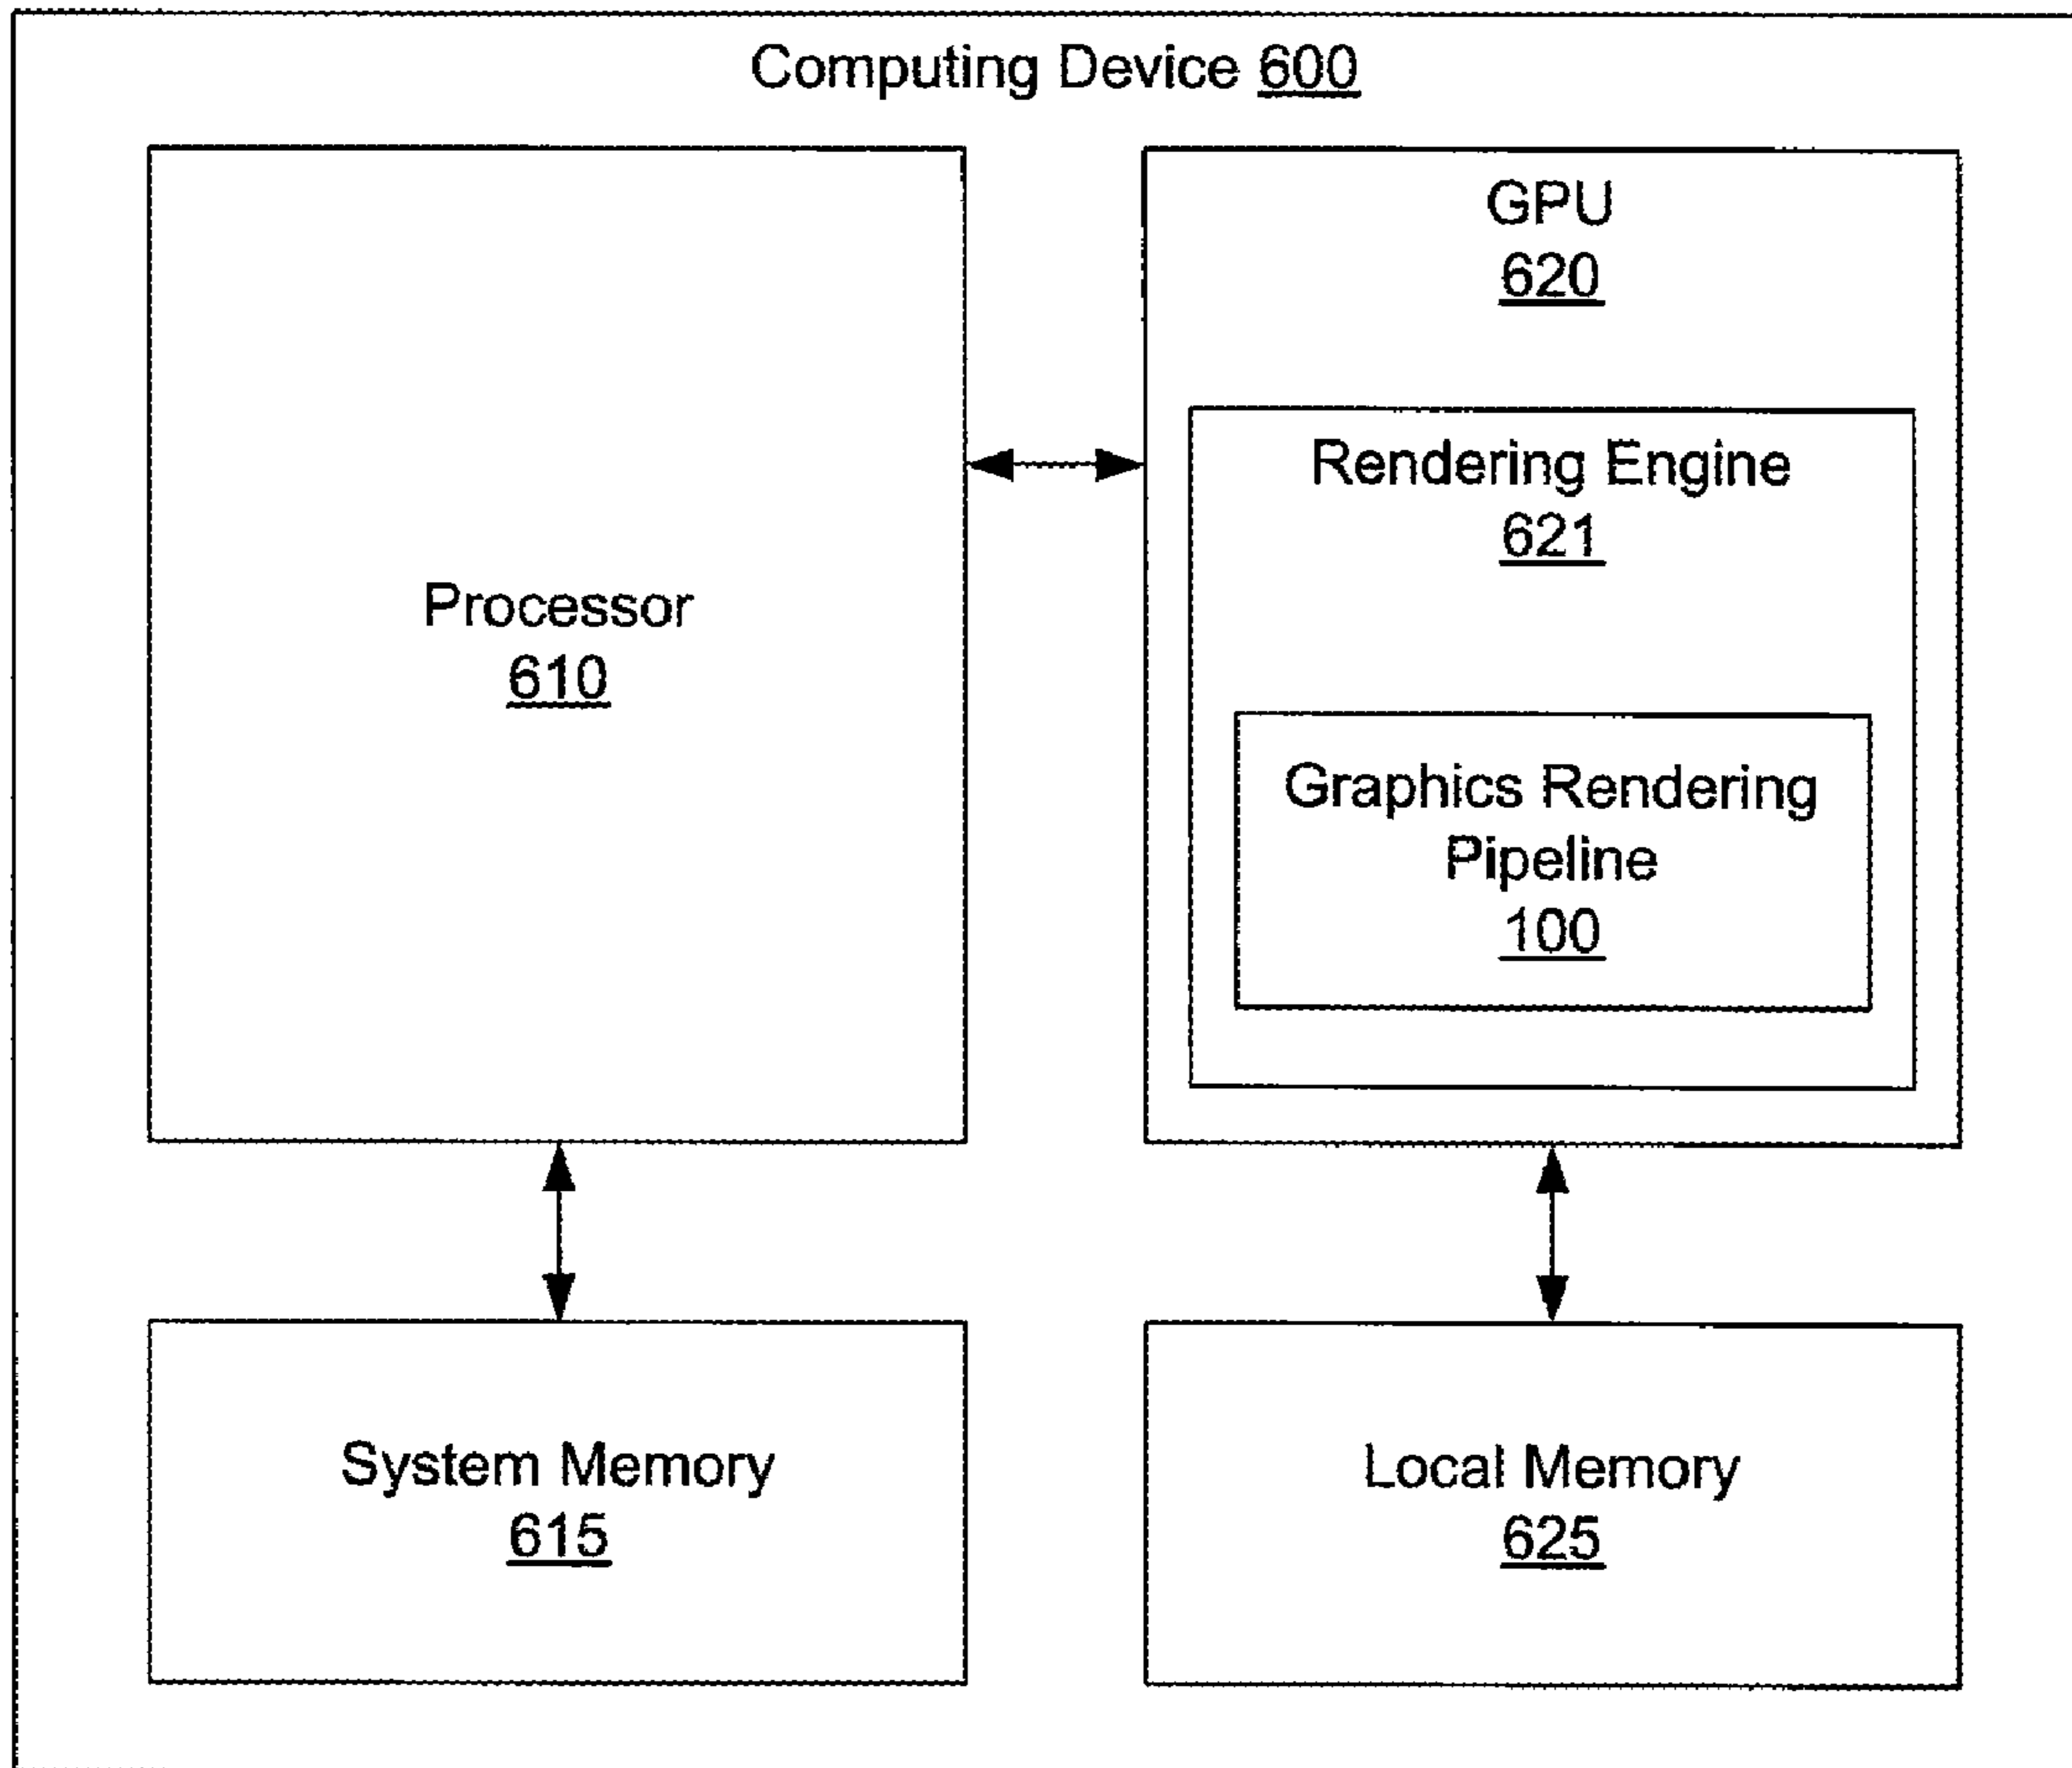 Computing Device 600
Processor
610
GPU
620
Rendering Engine
621
Graphics Rendering
Pipeline
100
System Memory
615
Local Memory
625